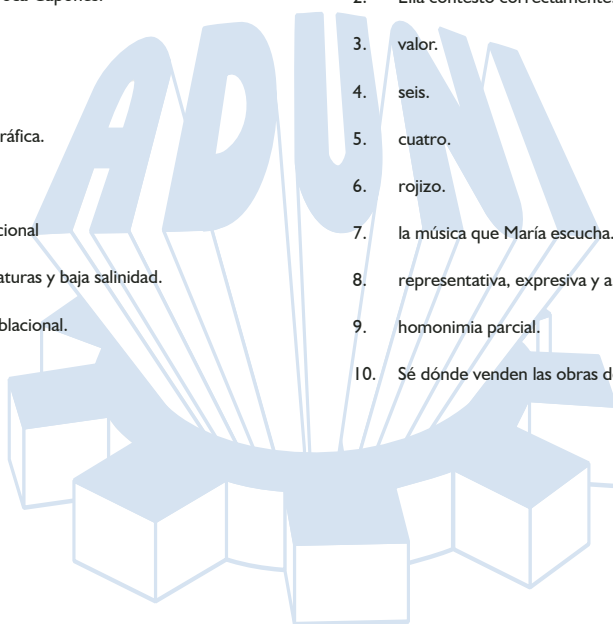 ráfica.
cional
aturas y baja salinidad.
blacional.
3. valor.
4. seis.
5. cuatro.
6. rojizo.
7. la música que María escucha.
8. representativa, expresiva y a
9. homonimia parcial.
10. Sé dónde venden las obras d
ADUNI